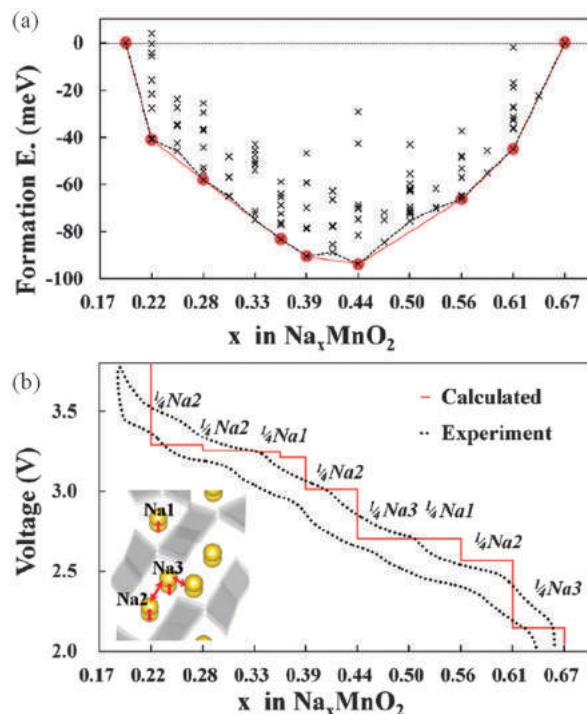 (a)
0
-20
-40
-60
-80
-100
Formation E. (meV)
0.17 0.22 0.28 0.33 0.39 0.44 0.50 0.56 0.61 0.67
x in NaxMnO2
(b)
¼Na2
¼Na2
¼Na1
Calculated
Experiment
¼Na2
¼Na3 ¼Na1
¼Na2
¼Na3
Na1
Na3
Na2
3.5
3.0
2.5
2.0
Voltage (V)
0.17 0.22 0.28 0.33 0.39 0.44 0.50 0.56 0.61 0.67
x in NaxMnO2